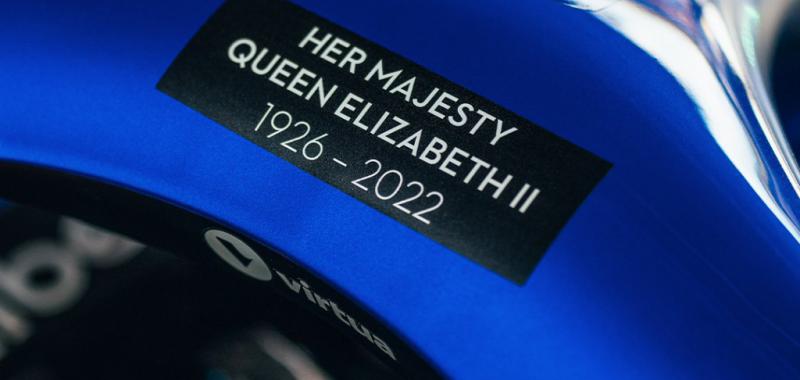 HER MAJESTY
QUEEN ELIZABETH II
1926 – 2022
virtua